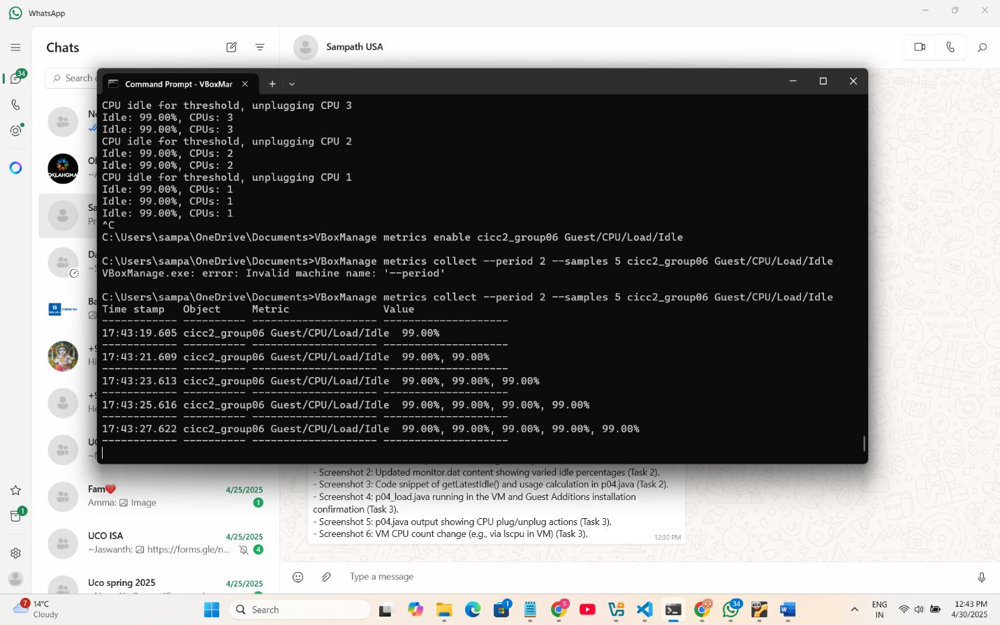 WhatsApp
Chats
Sampath USA
34
Search
Command Prompt - VBoxMar
CPU idle for threshold, unplugging CPU 3
Idle: 99.00%, CPUs: 3
Idle: 99.00%, CPUs: 3
CPU idle for threshold, unplugging CPU 2
Idle: 99.00%, CPUs: 2
Idle: 99.00%, CPUs: 2
CPU idle for threshold, unplugging CPU 1
Idle: 99.00%, CPUs: 1
Idle: 99.00%, CPUs: 1
Idle: 99.00%, CPUs: 1
^C
C:\Users\sampa\OneDrive\Documents>VBoxManage metrics enable cicc2_group06 Guest/CPU/Load/Idle
C:\Users\sampa\OneDrive\Documents>VBoxManage metrics collect --period 2 --samples 5 cicc2_group06 Guest/CPU/Load/Idle
VBoxManage.exe: error: Invalid machine name: '--period'
C:\Users\sampa\OneDrive\Documents>VBoxManage metrics collect --period 2 --samples 5 cicc2_group06 Guest/CPU/Load/Idle
Time stamp Object Metric Value
------------ ---------- -------------------- --------------------
17:43:19.605 cicc2_group06 Guest/CPU/Load/Idle 99.00%
------------ ---------- -------------------- --------------------
17:43:21.609 cicc2_group06 Guest/CPU/Load/Idle 99.00%, 99.00%
------------ ---------- -------------------- --------------------
17:43:23.613 cicc2_group06 Guest/CPU/Load/Idle 99.00%, 99.00%, 99.00%
------------ ---------- -------------------- --------------------
17:43:25.616 cicc2_group06 Guest/CPU/Load/Idle 99.00%, 99.00%, 99.00%, 99.00%
------------ ---------- -------------------- --------------------
17:43:27.622 cicc2_group06 Guest/CPU/Load/Idle 99.00%, 99.00%, 99.00%, 99.00%, 99.00%
------------ ---------- -------------------- --------------------
OKLAHOMA
- Screenshot 2: Updated monitor.dat content showing varied idle percentages (Task 2).
- Screenshot 3: Code snippet of getLatestIdle() and usage calculation in p04.java (Task 2).
- Screenshot 4: p04_load.java running in the VM and Guest Additions installation
confirmation (Task 3).
- Screenshot 5: p04.java output showing CPU plug/unplug actions (Task 3).
- Screenshot 6: VM CPU count change (e.g., via lscpu in VM) (Task 3).
12:30 PM
Fam❤️ 4/25/2025
Amma: Image 1
1
UCO ISA 4/25/2025
~Jaswanth: https://forms.gle/n... 4
Uco spring 2025 4/25/2025
Type a message
7
14°C
Cloudy
Search
1
S
34
ENG
IN
12:43 PM
4/30/2025